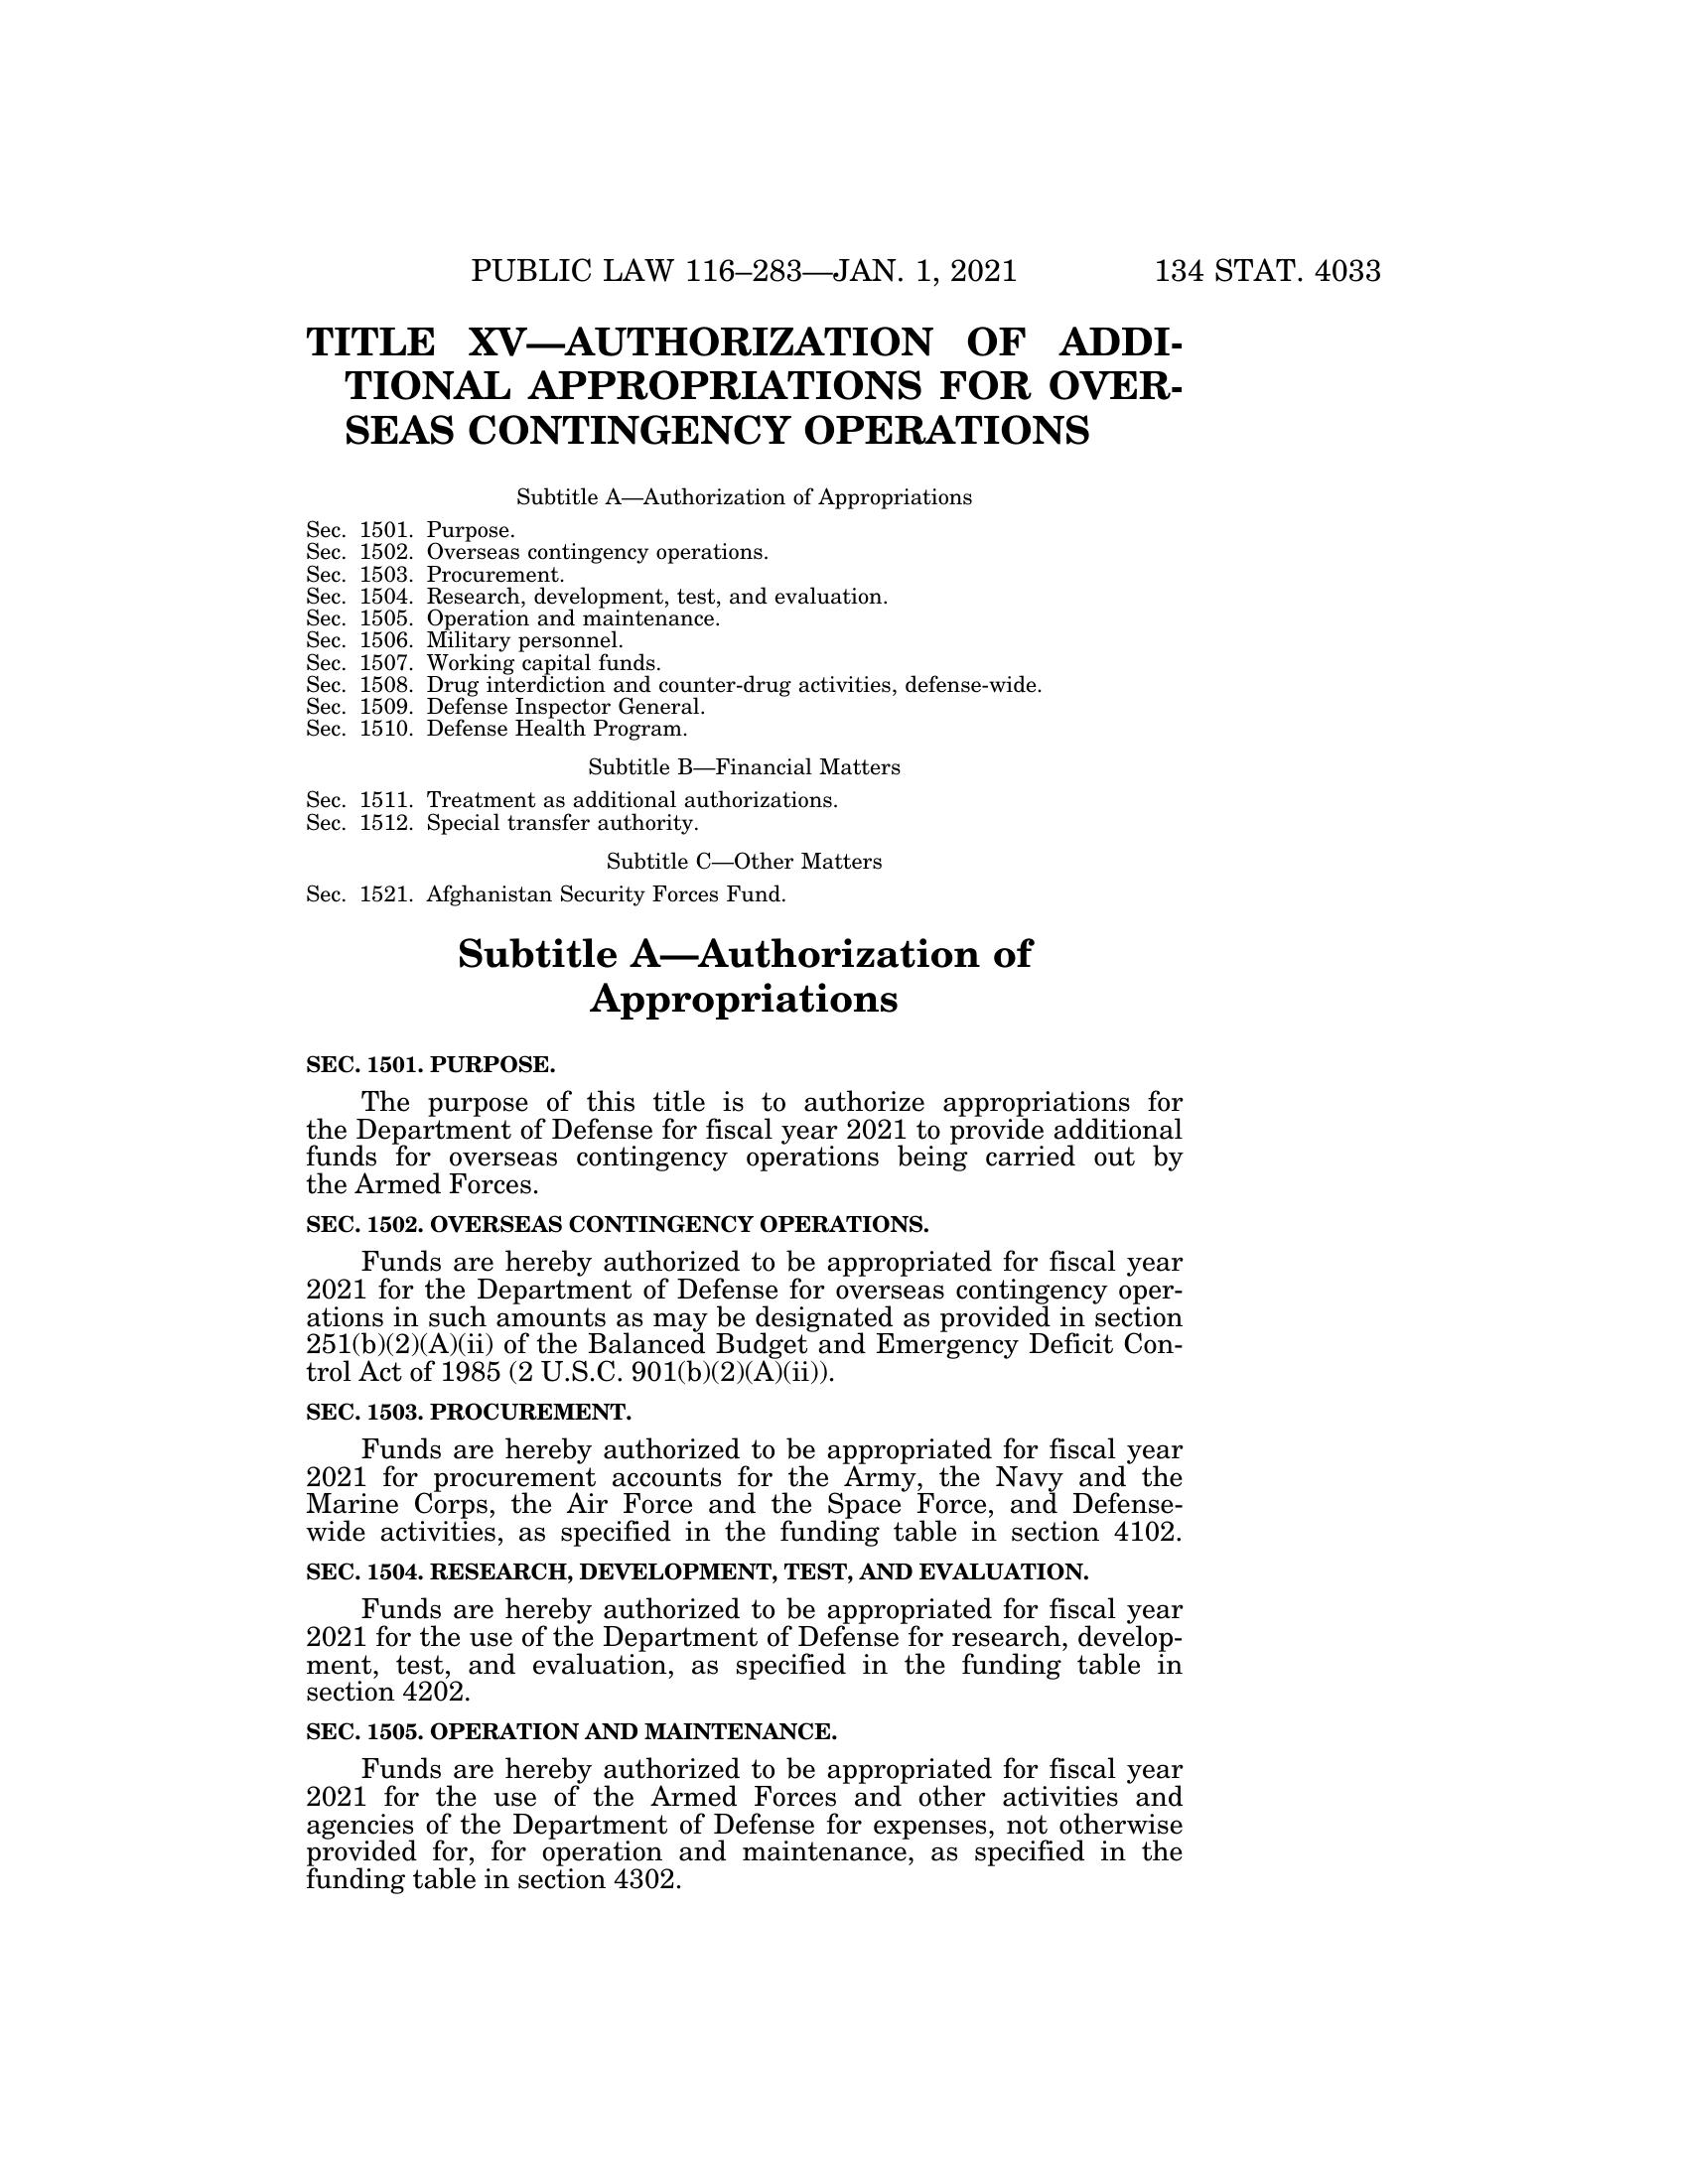 PUBLIC LAW 116–283—JAN. 1, 2021 134 STAT. 4033
TITLE XV—AUTHORIZATION OF ADDI-
TIONAL APPROPRIATIONS FOR OVER-
SEAS CONTINGENCY OPERATIONS
Subtitle A—Authorization of Appropriations
Sec. 1501. Purpose.
Sec. 1502. Overseas contingency operations.
Sec. 1503. Procurement.
Sec. 1504. Research, development, test, and evaluation.
Sec. 1505. Operation and maintenance.
Sec. 1506. Military personnel.
Sec. 1507. Working capital funds.
Sec. 1508. Drug interdiction and counter-drug activities, defense-wide.
Sec. 1509. Defense Inspector General.
Sec. 1510. Defense Health Program.
Subtitle B—Financial Matters
Sec. 1511. Treatment as additional authorizations.
Sec. 1512. Special transfer authority.
Subtitle C—Other Matters
Sec. 1521. Afghanistan Security Forces Fund.
Subtitle A—Authorization of
Appropriations
SEC. 1501. PURPOSE.
The purpose of this title is to authorize appropriations for
the Department of Defense for fiscal year 2021 to provide additional
funds for overseas contingency operations being carried out by
the Armed Forces.
SEC. 1502. OVERSEAS CONTINGENCY OPERATIONS.
Funds are hereby authorized to be appropriated for fiscal year
2021 for the Department of Defense for overseas contingency oper-
ations in such amounts as may be designated as provided in section
251(b)(2)(A)(ii) of the Balanced Budget and Emergency Deficit Con-
trol Act of 1985 (2 U.S.C. 901(b)(2)(A)(ii)).
SEC. 1503. PROCUREMENT.
Funds are hereby authorized to be appropriated for fiscal year
2021 for procurement accounts for the Army, the Navy and the
Marine Corps, the Air Force and the Space Force, and Defense-
wide activities, as specified in the funding table in section 4102.
SEC. 1504. RESEARCH, DEVELOPMENT, TEST, AND EVALUATION.
Funds are hereby authorized to be appropriated for fiscal year
2021 for the use of the Department of Defense for research, develop-
ment, test, and evaluation, as specified in the funding table in
section 4202.
SEC. 1505. OPERATION AND MAINTENANCE.
Funds are hereby authorized to be appropriated for fiscal year
2021 for the use of the Armed Forces and other activities and
agencies of the Department of Defense for expenses, not otherwise
provided for, for operation and maintenance, as specified in the
funding table in section 4302.